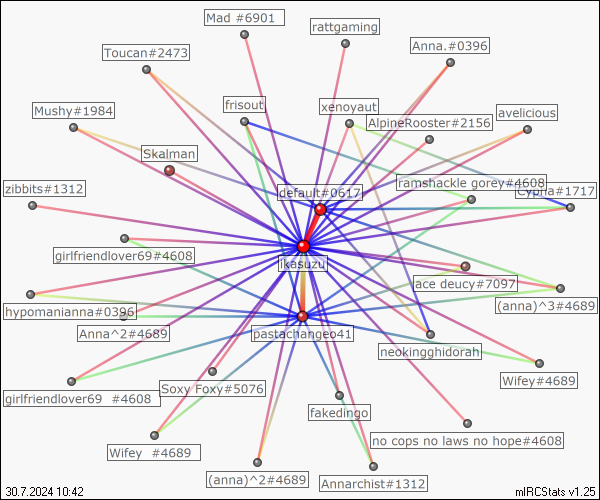 Mad #6901
rattgaming
Anna.#0396
Toucan#2473
frisout
xenoyaut
Mushy#1984
AlpineRooster#2156
avelicious
Skalman
zibbits#1312
default#0617
ramshackle gorey#4608
Cypha#1717
girlfriendlover69#4608
ikasuzu
ace deucy#7097
hypomanianna#0396
(anna)^3#4689
Anna^2#4689
pastachangeo41
neokingghidorah
girlfriendlover69 #4608
Soxy Foxy#5076
Wifey#4689
fakedingo
no cops no laws no hope#4608
Wifey #4689
(anna)^2#4689
Annarchist#1312
30.7.2024 10:42
mIRCStats v1.25